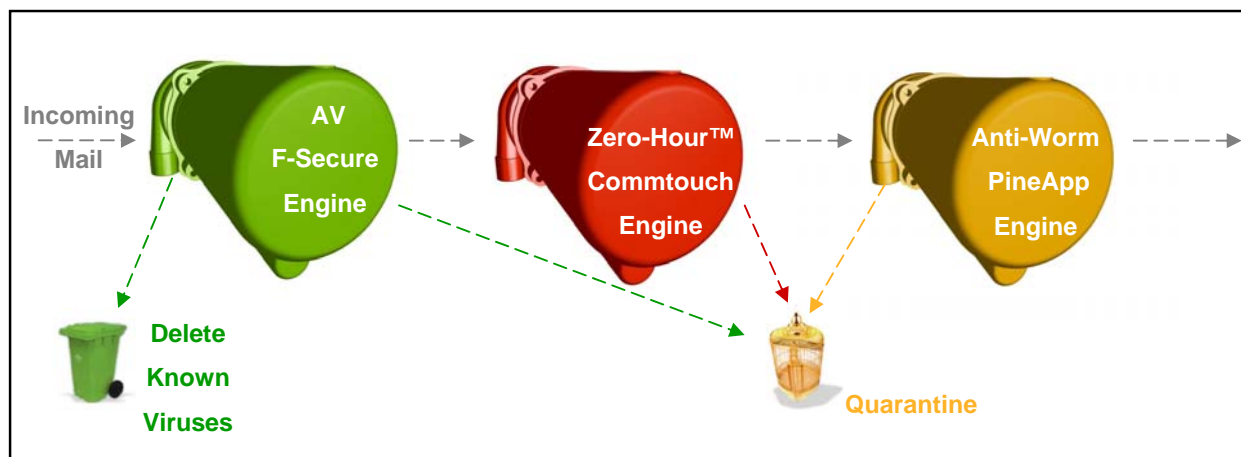 Incoming
Mail
AV
F-Secure
Engine
Zero-Hour™
Commtouch
Engine
Anti-Worm
PineApp
Engine
Delete
Known
Viruses
Quarantine